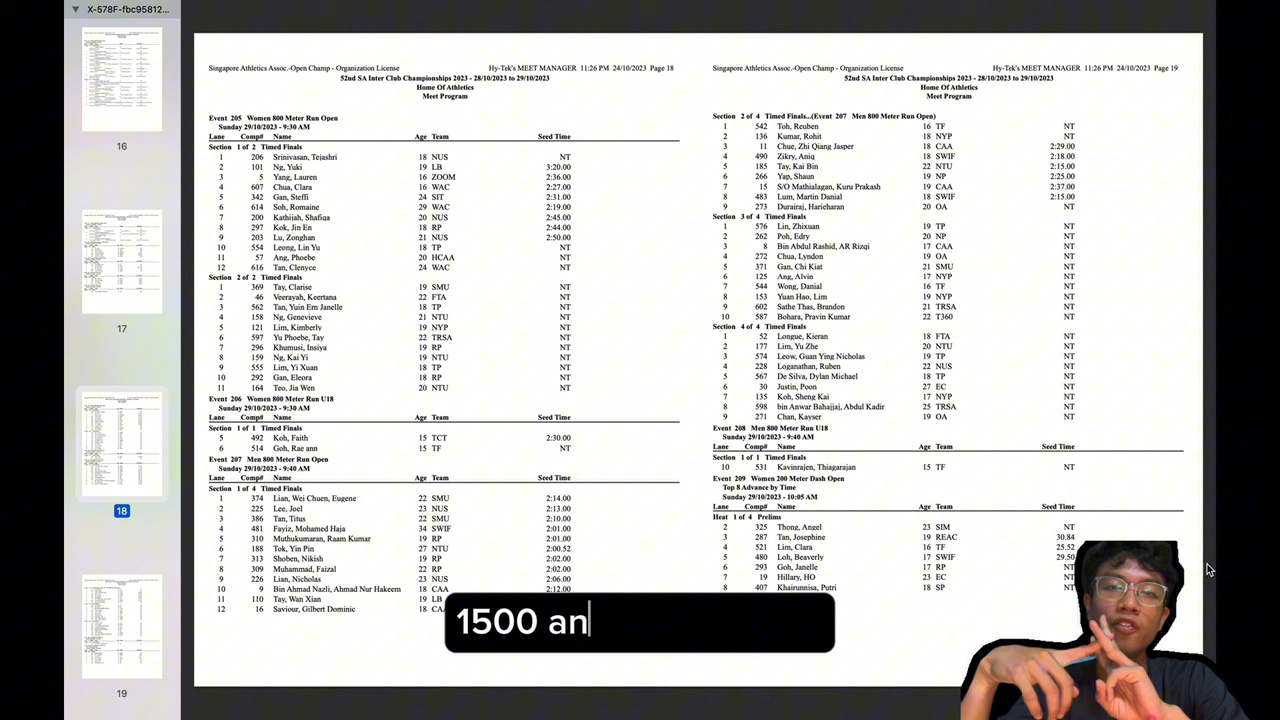 X-578F-fbc95812...
16
17
18
19
Singapore Athletics Assoc.-Open Champ - Organization License Hy-Tek's MEET MANAGER 11:26 PM 24/10/2023 Page 18
52nd SA Inter Club Championships 2023 - 28/10/2023 to 29/10/2023
Home Of Athletics
Meet Program
Event 205 Women 800 Meter Run Open
Sunday 29/10/2023 - 9:30 AM
Lane Comp# Name Age Team Seed Time
Section 1 of 2 Timed Finals
1 206 Srinivasan, Tejashri 18 NUS NT
2 101 Ng, Yuki 19 LB 3:20.00
3 5 Yang, Lauren 16 ZOOM 2:36.00
4 607 Chua, Clara 16 WAC 2:27.00
5 342 Gan, Steffi 24 SIT 2:31.00
6 614 Soh, Romaine 29 WAC 2:19.00
7 200 Kathijah, Shafiqa 20 NUS 2:45.00
8 297 Kok, Jin En 18 RP 2:44.00
9 203 Lu, Zonghan 21 NUS 2:50.00
10 554 Leong, Lin Yu 18 TP NT
11 57 Ang, Phoebe 20 HCAA NT
12 616 Tan, Clenyce 24 WAC NT
Section 2 of 2 Timed Finals
1 369 Tay, Clarise 19 SMU NT
2 46 Veerayah, Keertana 22 FTA NT
3 562 Tan, Yuin Ern Janelle 18 TP NT
4 158 Ng, Genevieve 21 NTU NT
5 121 Lim, Kimberly 19 NYP NT
6 597 Yu Phoebe, Tay 22 TRSA NT
7 296 Khumusi, Insiya 19 RP NT
8 159 Ng, Kai Yi 19 NTU NT
9 555 Lim, Yi Xuan 18 TP NT
10 292 Gan, Eleora 18 RP NT
11 164 Teo, Jia Wen 20 NTU NT
Event 206 Women 800 Meter Run U18
Sunday 29/10/2023 - 9:30 AM
Lane Comp# Name Age Team Seed Time
Section 1 of 1 Timed Finals
5 492 Koh, Faith 15 TCT 2:30.00
6 514 Goh, Rae ann 15 TF NT
Event 207 Men 800 Meter Run Open
Sunday 29/10/2023 - 9:40 AM
Lane Comp# Name Age Team Seed Time
Section 1 of 4 Timed Finals
1 374 Lian, Wei Chuen, Eugene 22 SMU 2:14.00
2 225 Lee, Joel 23 NUS 2:13.00
3 386 Tan, Titus 22 SMU 2:10.00
4 481 Fayiz, Mohamed Haja 34 SWIF 2:01.00
5 310 Muthukumaran, Raam Kumar 19 RP 2:01.00
6 188 Tok, Yin Pin 27 NTU 2:00.52
7 313 Shoben, Nikish 19 RP 2:02.00
8 309 Muhammad, Faizal 22 RP 2:02.00
9 226 Lian, Nicholas 23 NUS 2:06.00
10 9 Bin Ahmad Nazli, Ahmad Nur Hakeem 18 CAA 2:12.00
11 110 Tay, Wan Xian 19 LB
12 16 Saviour, Gilbert Dominic 18 CA
Singapore Athletics Assoc.-Open Champ - Organization License Hy-Tek's MEET MANAGER 11:26 PM 24/10/2023 Page 19
52nd SA Inter Club Championships 2023 - 28/10/2023 to 29/10/2023
Home Of Athletics
Meet Program
Section 2 of 4 Timed Finals...(Event 207 Men 800 Meter Run Open)
1 542 Toh, Reuben 16 TF NT
2 136 Kumar, Rohit 18 NYP NT
3 11 Chue, Zhi Qiang Jasper 18 CAA 2:29.00
4 490 Zikry, Aniq 18 SWIF 2:18.00
5 185 Tay, Kai Bin 22 NTU 2:15.00
6 266 Yap, Shaun 19 NP 2:25.00
7 15 S/O Mathialagan, Kuru Prakash 19 CAA 2:37.00
8 483 Lum, Martin Danial 18 SWIF 2:15.00
9 273 Durairaj, Haricharan 20 OA NT
Section 3 of 4 Timed Finals
1 576 Lin, Zhixuan 19 TP NT
2 262 Poh, Edry 20 NP NT
3 8 Bin Abdul Rashid, AR Rizqi 17 CAA NT
4 272 Chua, Lyndon 19 OA NT
5 371 Gan, Chi Kiat 21 SMU NT
6 125 Ang, Alvin 17 NYP NT
7 544 Wong, Danial 16 TF NT
8 153 Yuan Hao, Lim 19 NYP NT
9 602 Sathe Thas, Brandon 21 TRSA NT
10 587 Bohara, Pravin Kumar 22 T360 NT
Section 4 of 4 Timed Finals
1 52 Longue, Kieran 18 FTA NT
2 177 Lim, Yu Zhe 20 NTU NT
3 574 Leow, Guan Ying Nicholas 19 TP NT
4 228 Loganathan, Ruben 22 NUS NT
5 567 De Silva, Dylan Michael 18 TP NT
6 30 Justin, Poon 27 EC NT
7 135 Koh, Sheng Kai 17 NYP NT
8 598 bin Anwar Bahajjaj, Abdul Kadir 25 TRSA NT
9 271 Chan, Kayser 19 OA NT
Event 208 Men 800 Meter Run U18
Sunday 29/10/2023 - 9:40 AM
Lane Comp# Name Age Team Seed Time
Section 1 of 1 Timed Finals
10 531 Kavinrajen, Thiagarajan 15 TF NT
Event 209 Women 200 Meter Dash Open
Top 8 Advance by Time
Sunday 29/10/2023 - 10:05 AM
Lane Comp# Name Age Team Seed Time
Heat 1 of 4 Prelims
2 325 Thong, Angel 23 SIM NT
3 287 Tan, Josephine 19 REAC 30.84
4 521 Lim, Clara 16 TF 25.52
5 480 Loh, Beaverly 17 SWIF 29.50
6 293 Goh, Janelle 17 RP NT
7 19 Hillary, HO 23 EC NT
8 407 Khairunnisa, Putri 18 SP NT
1500 an